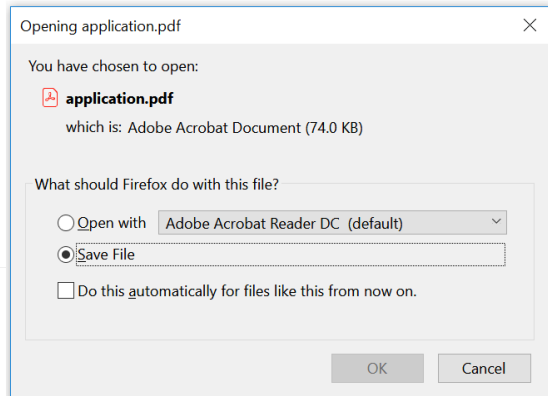 Opening application.pdf
You have chosen to open:
application.pdf
which is: Adobe Acrobat Document (74.0 KB)
What should Firefox do with this file?
Open with Adobe Acrobat Reader DC (default)
Save File
Do this automatically for files like this from now on.
OK Cancel